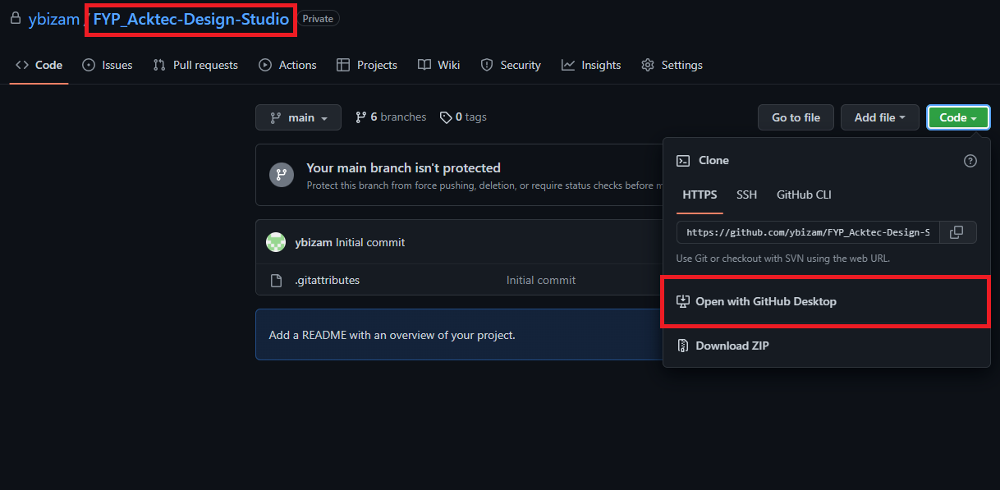 ybizam / FYP_Acktec-Design-Studio Private
Code Issues Pull requests Actions Projects Wiki Security Insights Settings
main 6 branches 0 tags Go to file Add file Code
Your main branch isn't protected
Protect this branch from force pushing, deletion, or require status checks before
ybizam Initial commit
.gitattributes Initial commit
Add a README with an overview of your project.
Clone
HTTPS SSH GitHub CLI
https://github.com/ybizam/FYP_Acktec-Design-S
Use Git or checkout with SVN using the web URL.
Open with GitHub Desktop
Download ZIP